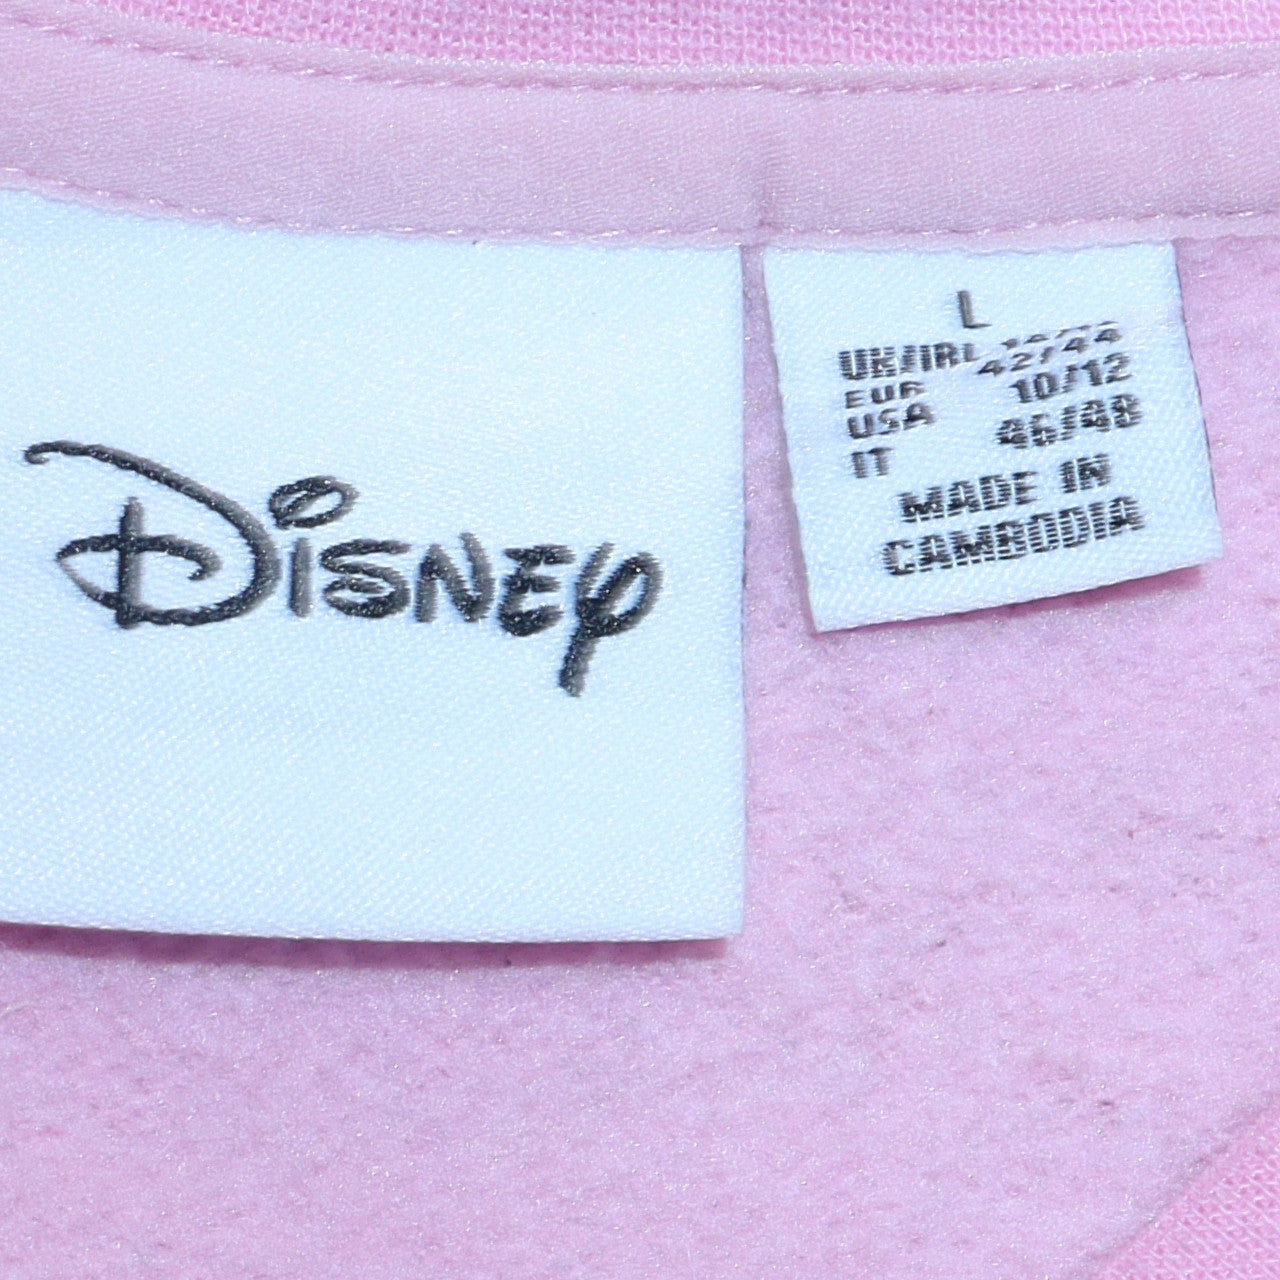 Disney
L
UK/IRL
EUR 42/44
USA 10/12
IT 46/48
MADE IN
CAMBODIA